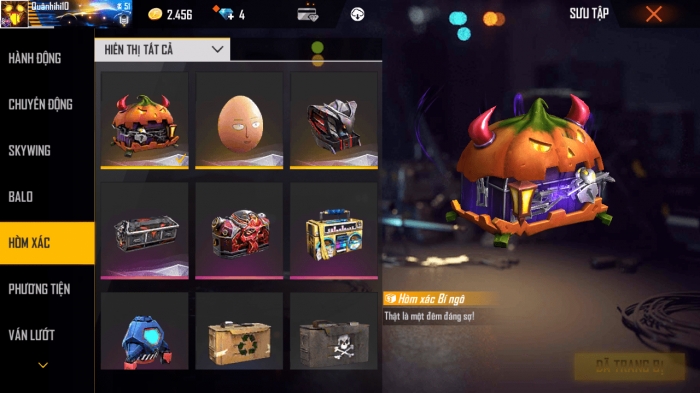 Quânhihi10
& 51
2.456
4
SƯU TẬP
HÀNH ĐỘNG
CHUYỂN ĐỘNG
SKYWING
BALO
HÒM XÁC
PHƯƠNG TIỆN
VÁN LƯỚT
HIỂN THỊ TẤT CẢ
Hòm xác Bí ngô
Thật là một đêm đáng sợ!
ĐÃ TRANG BỊ